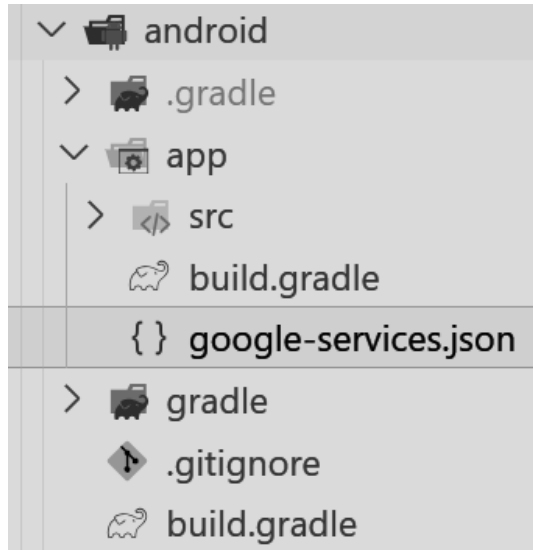 android
.gradle
app
src
build.gradle
google-services.json
gradle
.gitignore
build.gradle